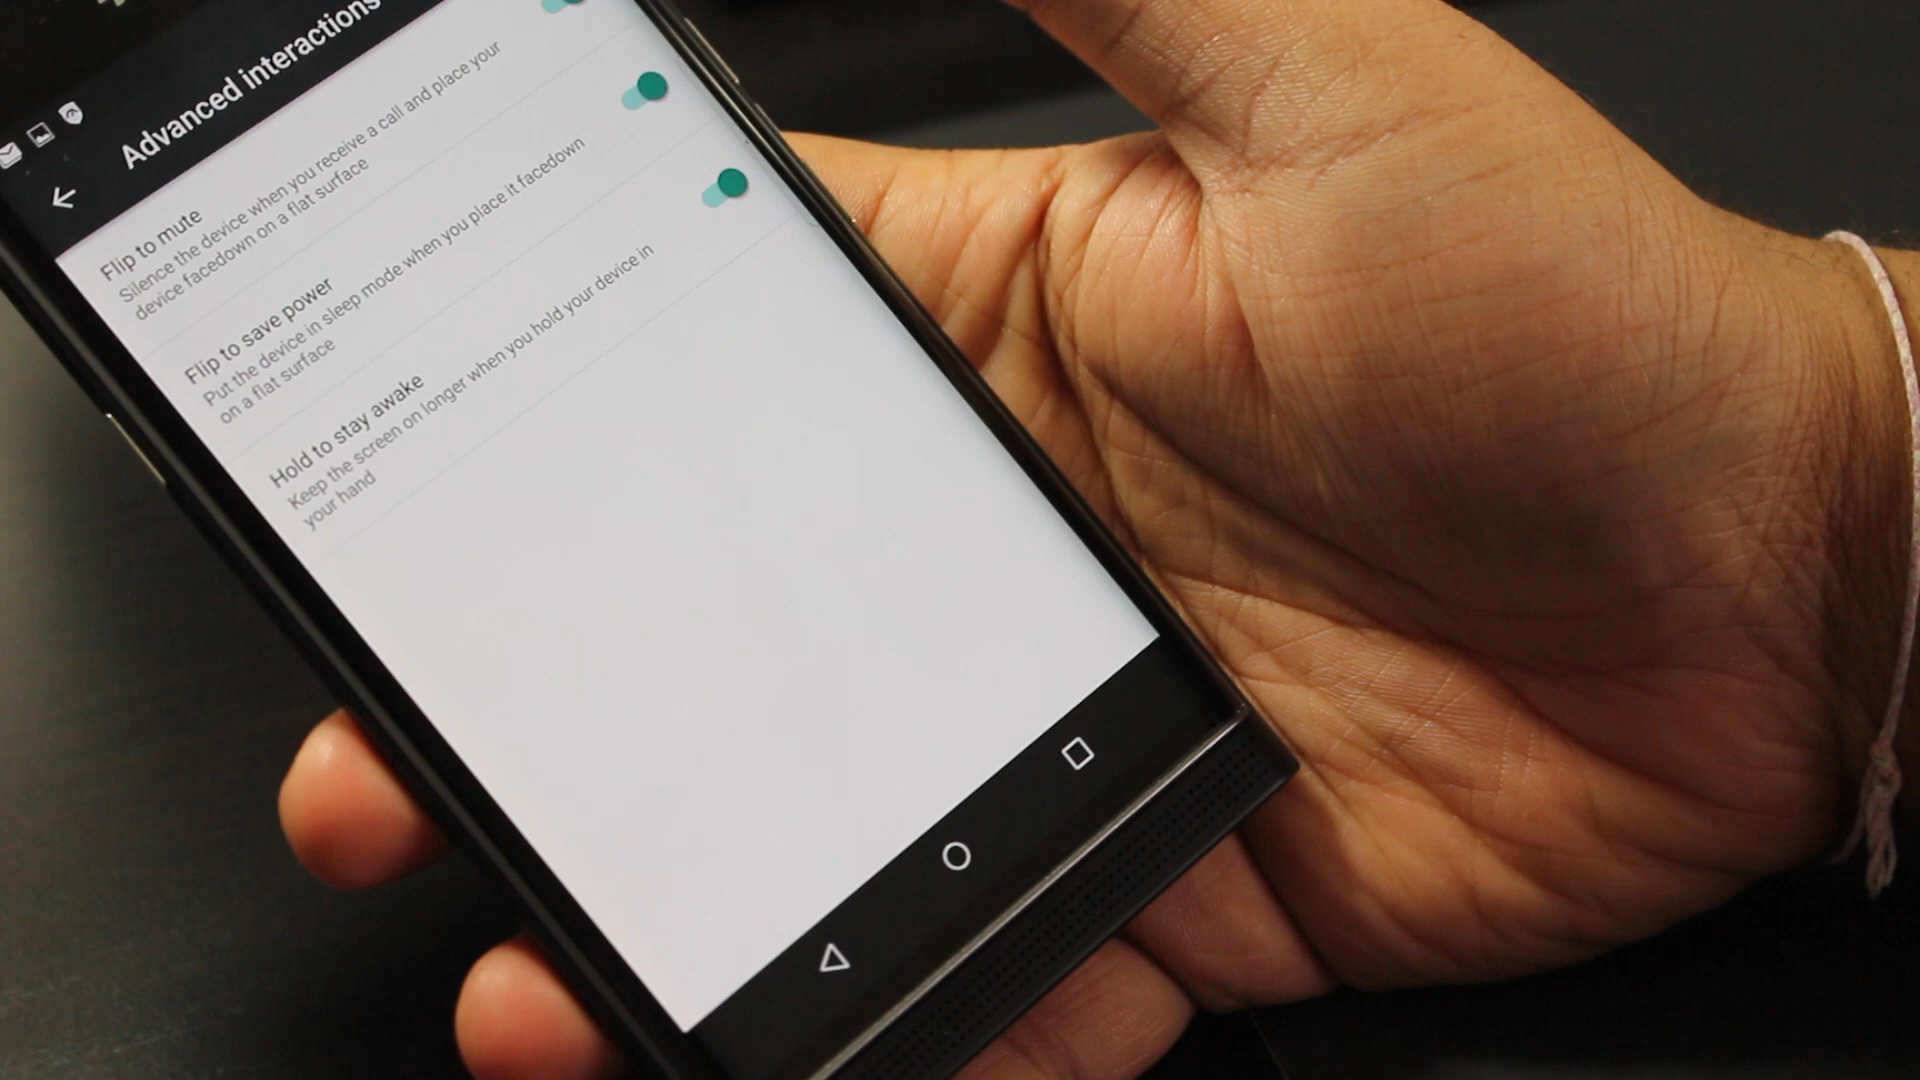 Advanced interactions
Flip to mute
Silence the device when you receive a call and place your
device facedown on a flat surface
Flip to save power
Put the device in sleep mode when you place it facedown
on a flat surface
Hold to stay awake
Keep the screen on longer when you hold your device in
your hand